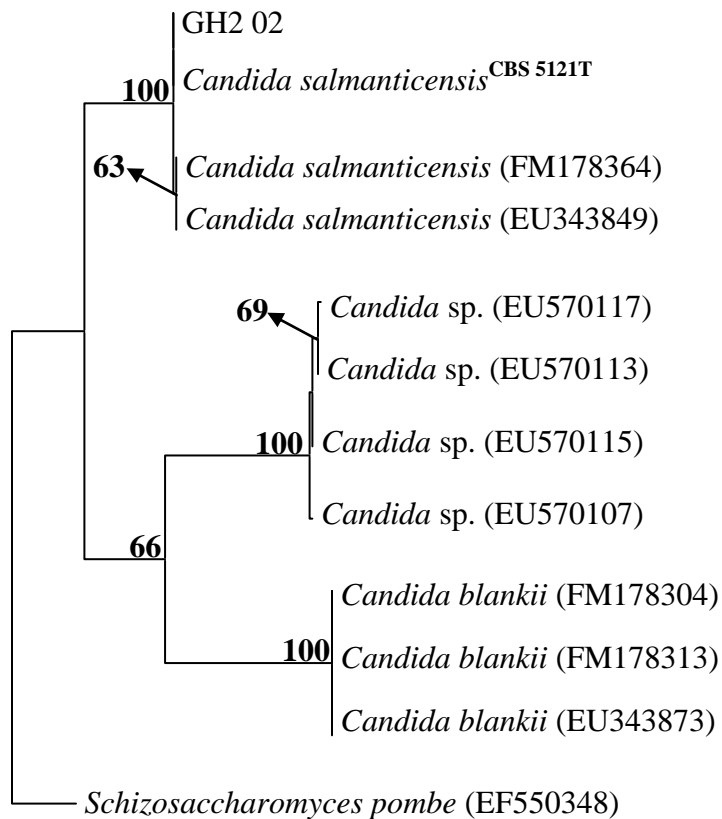 GH2 02
Candida salmanticensis CBS 5121T
100
63
Candida salmanticensis (FM178364)
Candida salmanticensis (EU343849)
69
Candida sp. (EU570117)
Candida sp. (EU570113)
100
Candida sp. (EU570115)
Candida sp. (EU570107)
66
Candida blankii (FM178304)
100
Candida blankii (FM178313)
Candida blankii (EU343873)
Schizosaccharomyces pombe (EF550348)